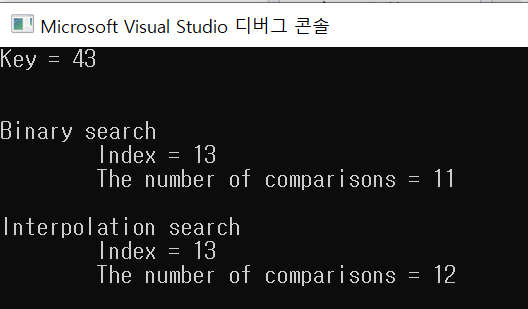 Microsoft Visual Studio 디버그 콘솔
Key = 43
Binary search
Index = 13
The number of comparisons = 11
Interpolation search
Index = 13
The number of comparisons = 12